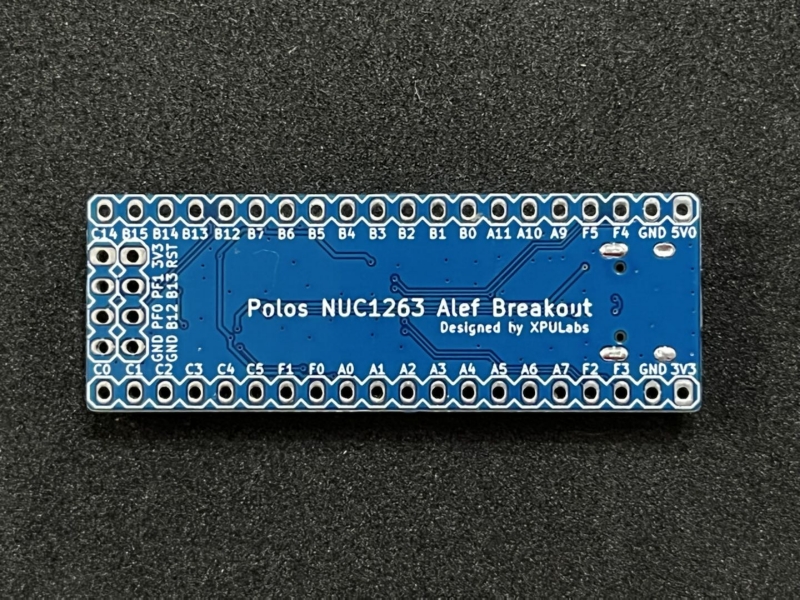 C14 B15 B14 B13 B12 B7 B6 B5 B4 B3 B2 B1 B0 A11 A10 A9 F5 F4 GND 5V0
GND PF0 PF1 3V3
GND B12 B13 RST
Polos NUC1263 Alef Breakout
Designed by XPULabs
C0 C1 C2 C3 C4 C5 F1 F0 A0 A1 A2 A3 A4 A5 A6 A7 F2 F3 GND 3V3